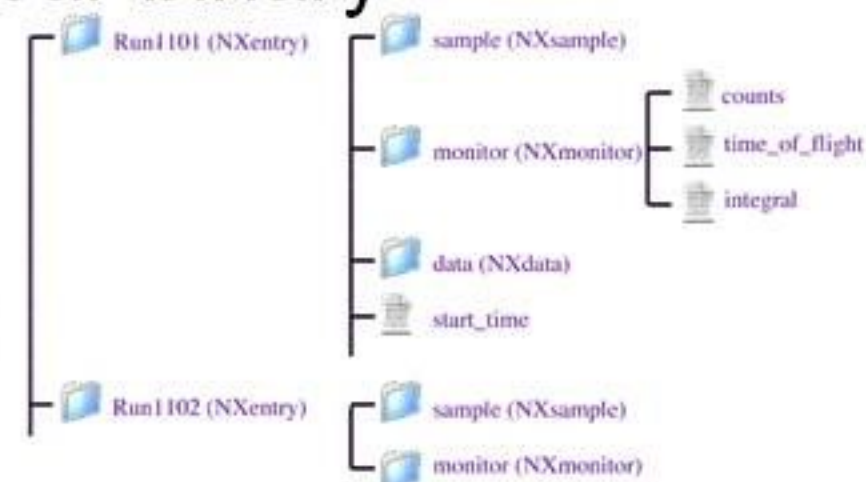 Run1101 (NXentry)
sample (NXsample)
monitor (NXmonitor)
counts
time_of_flight
integral
data (NXdata)
start_time
Run1102 (NXentry)
sample (NXsample)
monitor (NXmonitor)